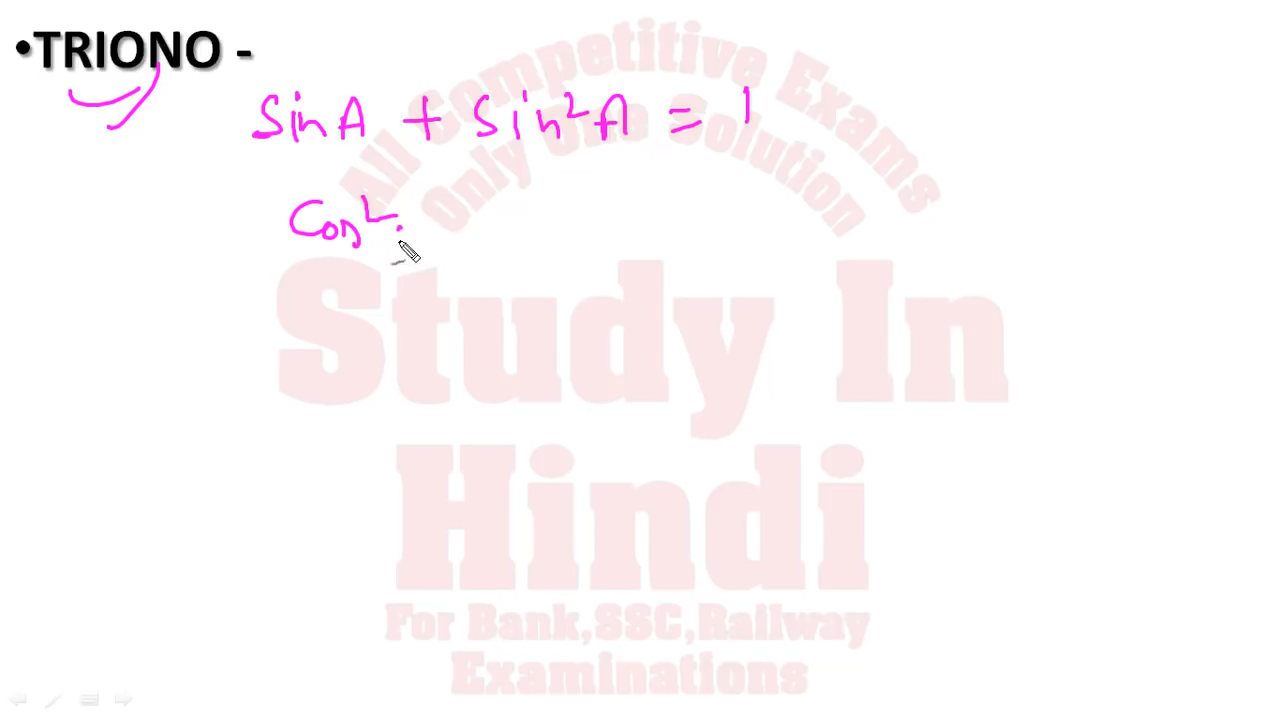 •TRIONO -
SinA + Sin²A = 1
Cos²
All Competitive Exams
Only One Solution
Study In
Hindi
For Bank,SSC,Railway
Examinations